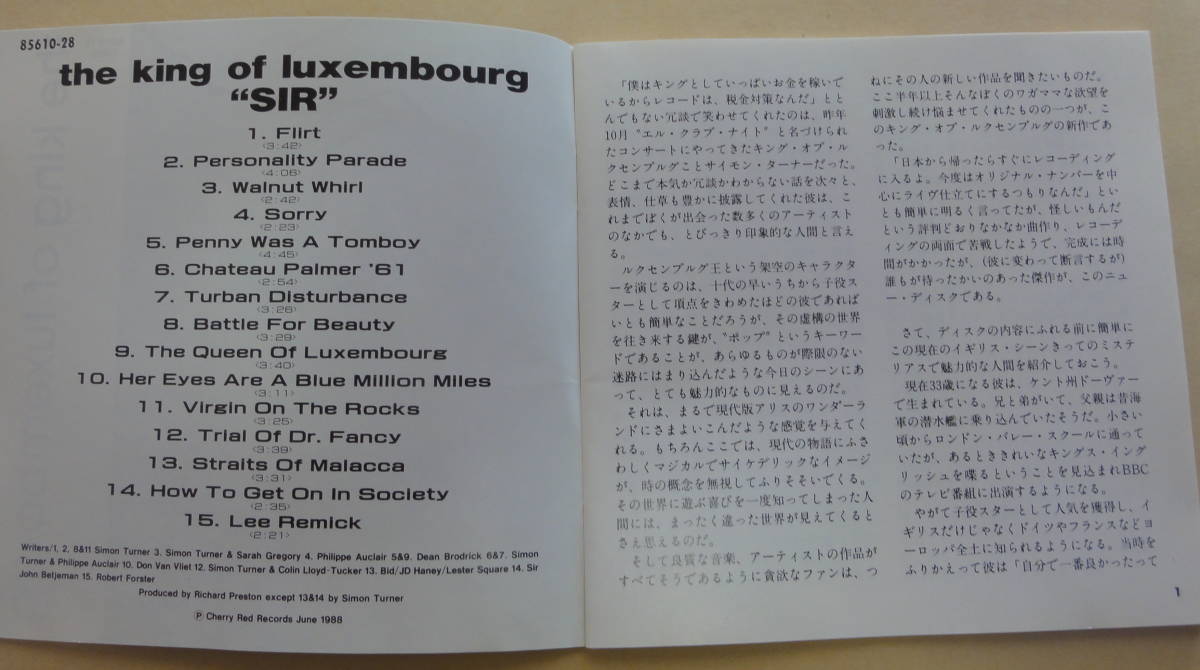 85610-28
the king of luxembourg
“SIR”
1. Flirt
〈3:42〉
2. Personality Parade
〈4:06〉
3. Walnut Whirl
〈2:42〉
4. Sorry
〈2:23〉
5. Penny Was A Tomboy
〈4:45〉
6. Chateau Palmer '61
〈2:54〉
7. Turban Disturbance
〈3:26〉
8. Battle For Beauty
〈3:29〉
9. The Queen Of Luxembourg
〈3:40〉
10. Her Eyes Are A Blue Million Miles
〈3:11〉
11. Virgin On The Rocks
〈3:25〉
12. Trial Of Dr. Fancy
〈3:39〉
13. Straits Of Malacca
〈3:31〉
14. How To Get On In Society
〈2:35〉
15. Lee Remick
〈2:21〉
Writers/1, 2, 8&11 Simon Turner 3. Simon Turner & Sarah Gregory 4. Philippe Auclair 5&9. Dean Brodrick 6&7. Simon
Turner & Philippe Auclair 10. Don Van Vliet 12. Simon Turner & Colin Lloyd-Tucker 13. Bid/JD Haney/Lester Square 14. Sir
John Betjeman 15. Robert Forster
Produced by Richard Preston except 13&14 by Simon Turner
Ⓟ Cherry Red Records June 1988
「僕はキングとしていっぱいお金を稼いで
いるからレコードは、税金対策なんだ」とと
んでもない冗談で笑わせてくれたのは、昨年
10月“エル・クラブ・ナイト”と名づけられ
たコンサートにやってきたキング・オブ・ル
クセンブルグことサイモン・ターナーだった。
どこまで本気か冗談かわからない話を次々と、
表情、仕草も豊かに披露してくれた彼は、こ
れまでぼくが出会った数多くのアーティスト
のなかでも、とびっきり印象的な人間と言え
る。
ルクセンブルグ王という架空のキャラクタ
ーを演じるのは、十代の早いうちから子役ス
ターとして頂点をきわめたほどの彼であれば
いとも簡単なことだろうが、その虚構の世界
を往き来する鍵が、“ポップ”というキーワー
ドであることが、あらゆるものが際限のない
迷路にはまり込んだような今日のシーンにあ
って、とても魅力的なものに見えるのだ。
それは、まるで現代版アリスのワンダーラ
ンドにさまよいこんだような感覚を与えてく
れる。もちろんここでは、現代の物語にふさ
わしくマジカルでサイケデリックなイメージ
が、時の概念を無視してふりそそいでくる。
その世界に遊ぶ喜びを一度知ってしまった人
間には、まったく違った世界が見えてくると
さえ思えるのだ。
そして良質な音楽、アーティストの作品が
すべてそうであるように貪欲なファンは、つ
ねにその人の新しい作品を聞きたいものだ。
ここ半年以上そんなぼくのワガママな欲望を
刺激し続け悩ませてくれたものの一つが、こ
のキング・オブ・ルクセンブルグの新作であ
った。
「日本から帰ったらすぐにレコーディング
に入るよ。今度はオリジナル・ナンバーを中
心にライヴ仕立てにするつもりなんだ」とい
とも簡単に明るく言ってたが、怪しいもんだ
という評判どおりなかなか曲作り、レコーデ
ィングの両面で苦戦したようで、完成には時
間がかかったが、(彼に変わって断言するが)
誰もが待ったかいのあった傑作が、このニュ
ー・ディスクである。
さて、ディスクの内容にふれる前に簡単に
この現在のイギリス・シーンきってのミステ
リアスで魅力的な人間を紹介しておこう。
現在33歳になる彼は、ケント州ドーヴァー
で生まれている。兄と弟がいて、父親は昔海
軍の潜水艦に乗り込んでいたそうだ。小さい
頃からロンドン・バレー・スクールに通って
いたが、あるときされいなキングス・イング
リッシュを喋るということを見込まれBBC
のテレビ番組に出演するようになる。
やがて子役スターとして人気を獲得し、イ
ギリスだけじゃなくドイツやフランスなどヨ
ーロッパ全土に知られるようになる。当時を
ふりかえって彼は「自分で一番良かったって
1